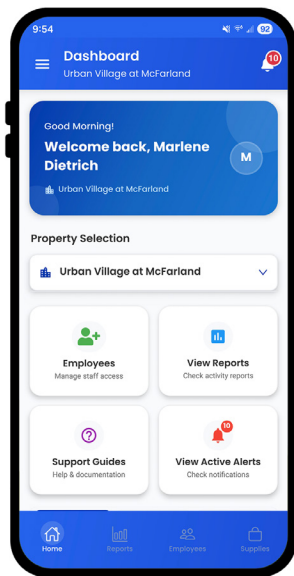 9:54
92
Dashboard
Urban Village at McFarland
10
Good Morning!
Welcome back, Marlene
Dietrich
M
Urban Village at McFarland
Property Selection
Urban Village at McFarland
Employees
Manage staff access
View Reports
Check activity reports
Support Guides
Help & documentation
10
View Active Alerts
Check notifications
Home
Reports
Employees
Supplies